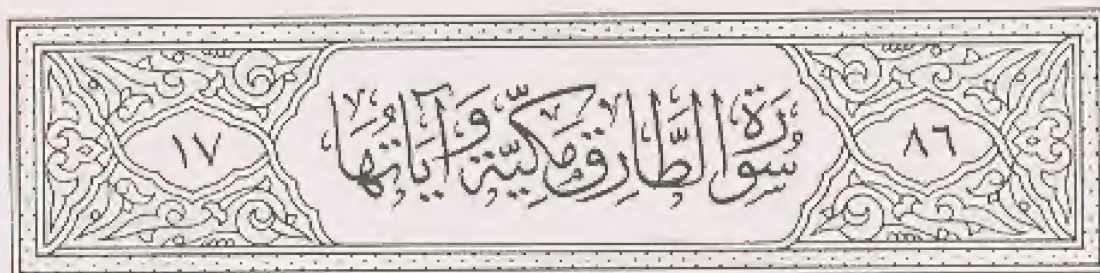 ٨٦ سُورَةُ الطَّارِقِ مَكِّيَّةٌ وَآيَاتُهَا ١٧